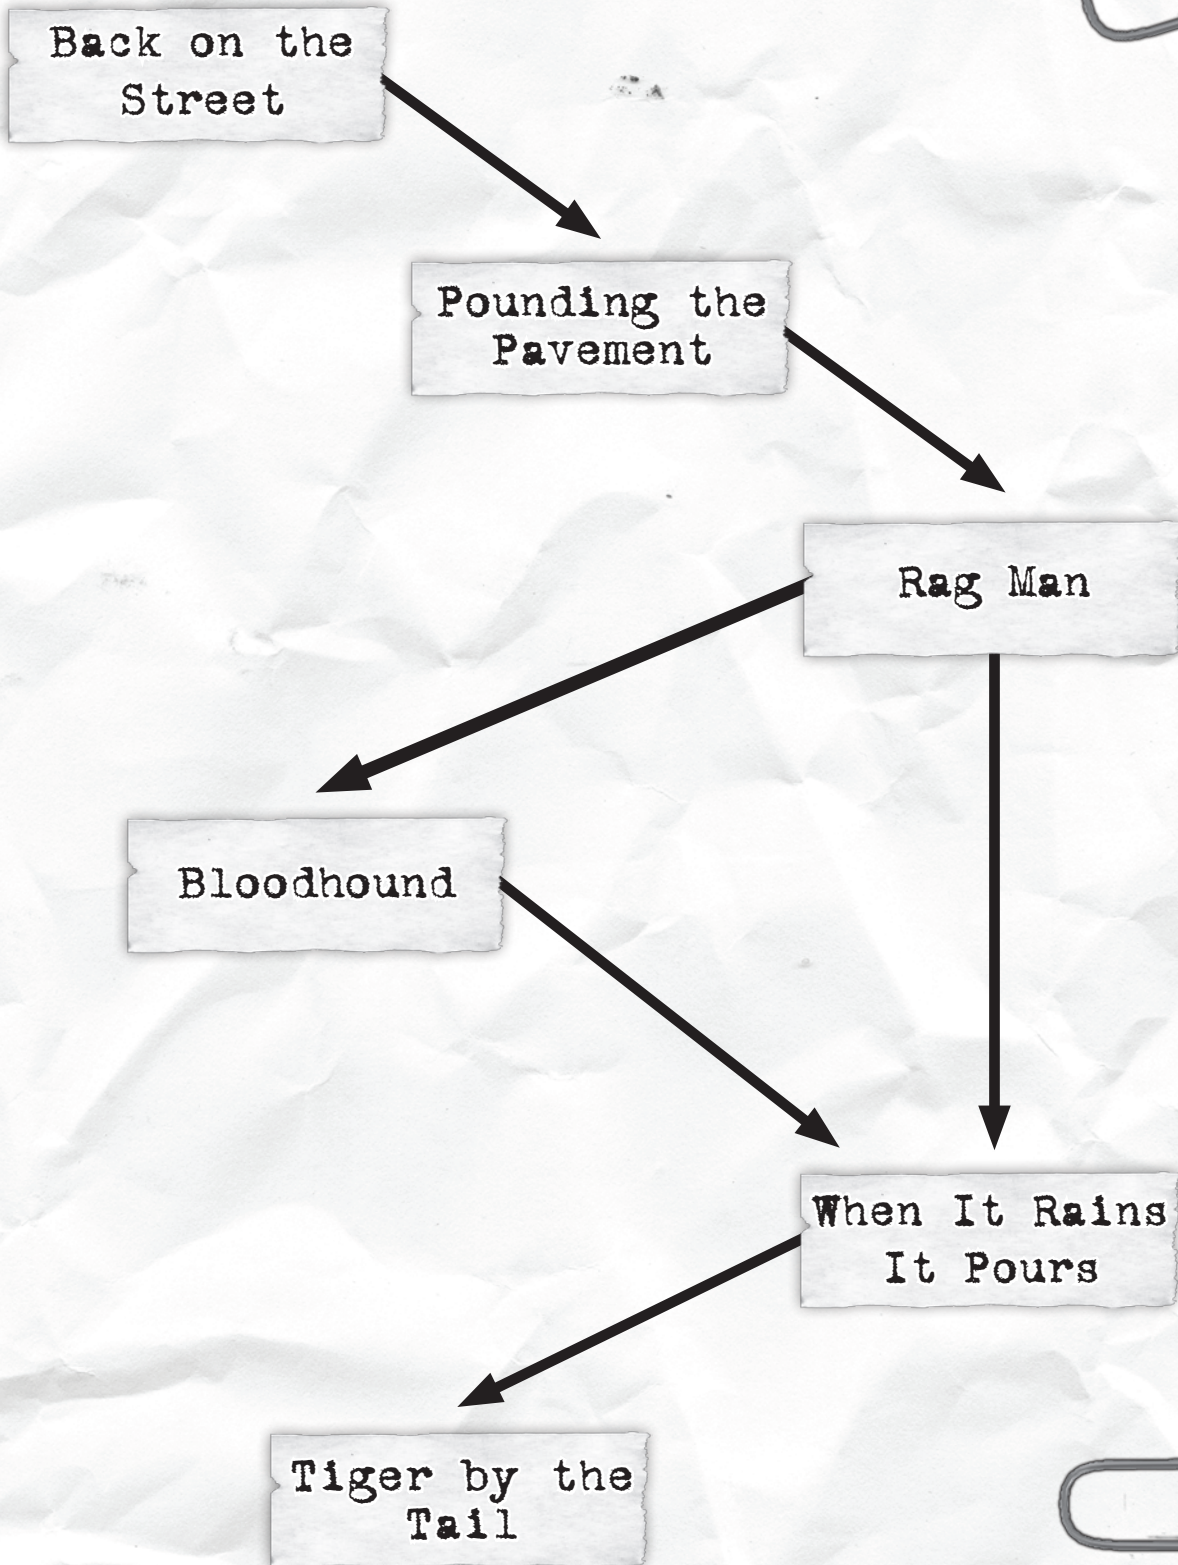 Back on the
Street
Pounding the
Pavement
Rag Man
Bloodhound
When It Rains
It Pours
Tiger by the
Tail